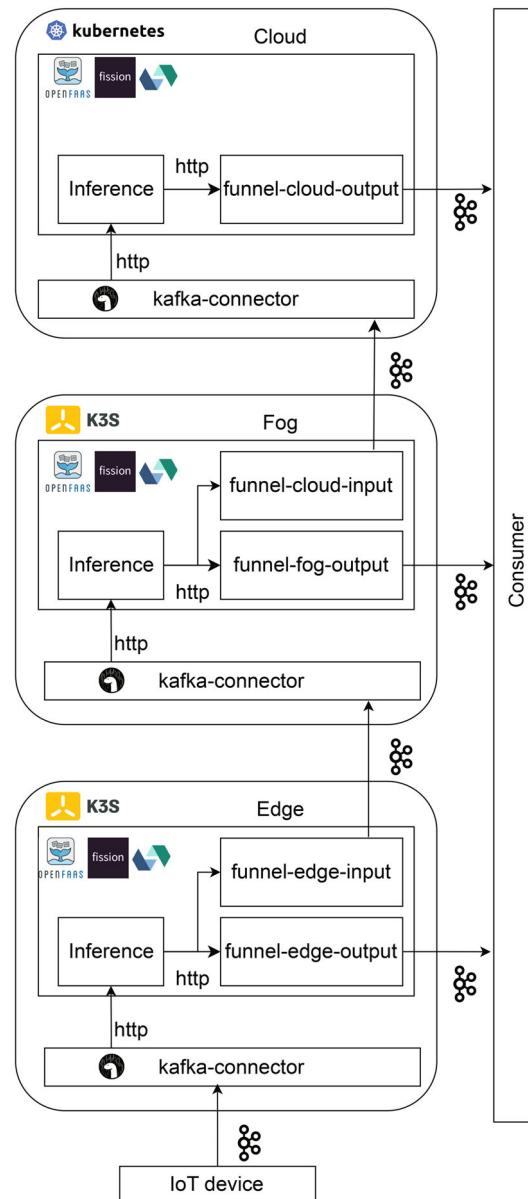 kubernetes
Cloud
OPENFAAS
fission
Inference
http
funnel-cloud-output
http
kafka-connector
K3S
Fog
OPENFAAS
fission
funnel-cloud-input
Inference
http
funnel-fog-output
http
kafka-connector
Consumer
K3S
Edge
OPENFAAS
fission
funnel-edge-input
Inference
http
funnel-edge-output
http
kafka-connector
IoT device